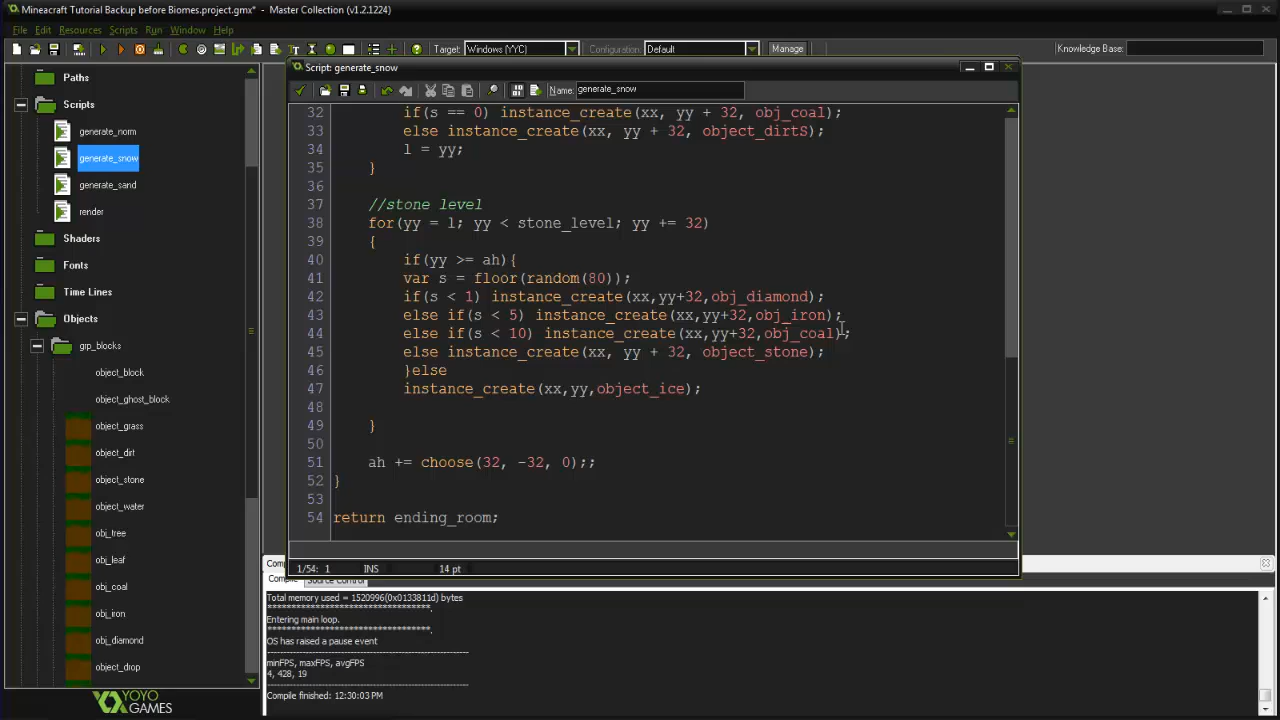 Mineacraft Tutorial Backup before Biomes.project.gmx* - Master Collection (v1.2.1224)
File Edit Resources Scripts Run Window Help
Target: Windows (YYC) Configuration: Default Manage Knowledge Base:
Script: generate_snow
Name: generate_snow
Paths
Scripts
generate_norm
generate_snow
generate_sand
render
Shaders
Fonts
Time Lines
Objects
grp_blocks
object_block
object_ghost_block
object_grass
object_dirt
object_stone
object_water
obj_tree
obj_leaf
obj_coal
obj_iron
obj_diamond
object_drop
YOYO
GAMES
32 if(s == 0) instance_create(xx, yy + 32, obj_coal);
33 else instance_create(xx, yy + 32, object_dirtS);
34 l = yy;
35 }
36
37 //stone level
38 for(yy = l; yy < stone_level; yy += 32)
39 {
40 if(yy >= ah){
41 var s = floor(random(80));
42 if(s < 1) instance_create(xx,yy+32,obj_diamond);
43 else if(s < 5) instance_create(xx,yy+32,obj_iron);
44 else if(s < 10) instance_create(xx,yy+32,obj_coal);
45 else instance_create(xx, yy + 32, object_stone);
46 }else
47 instance_create(xx,yy,object_ice);
48
49 }
50
51 ah += choose(32, -32, 0);;
52 }
53
54 return ending_room;
1/54: 1 INS 14 pt
Compile Source Control
Total memory used = 1520996(0x0133811d) bytes
**********************************.
Entering main loop.
**********************************.
OS has raised a pause event
----------------------------------------------------------------
minFPS, maxFPS, avgFPS
4, 428, 19
----------------------------------------------------------------
Compile finished: 12:30:03 PM